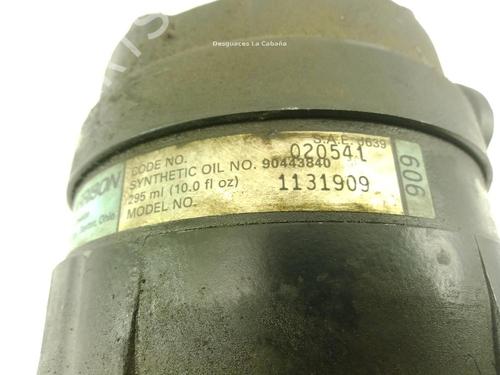 Desguaces La Cabaña
S.A.E. J639
CODE NO. 020541
SYNTHETIC OIL NO. 90443840
295 ml (10.0 fl oz) 1131909
MODEL NO.
909
Ohio